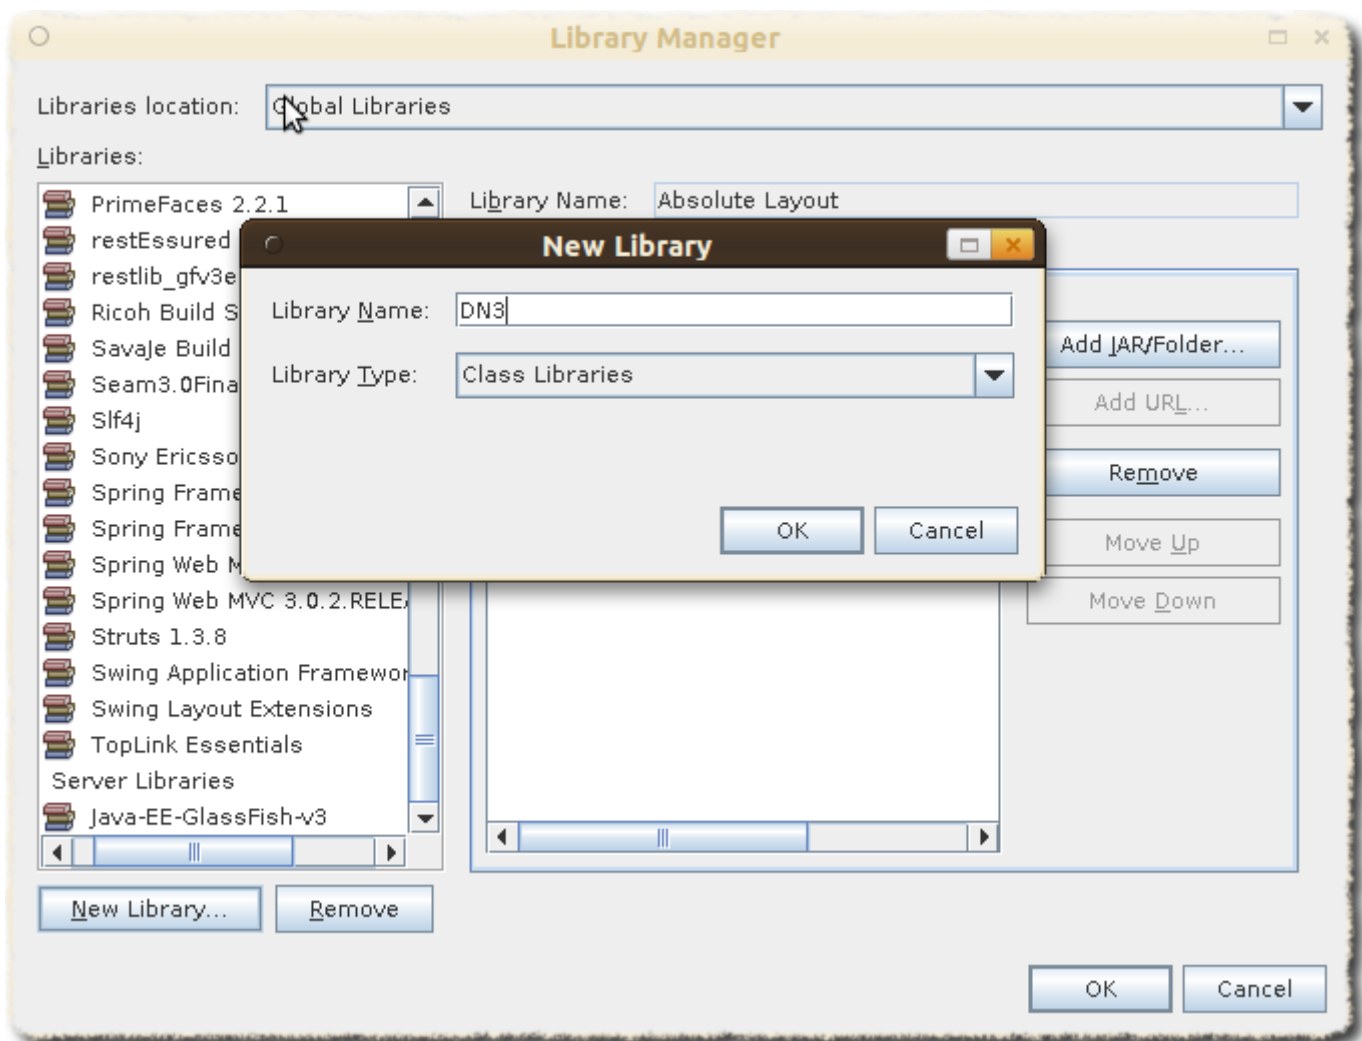 Library Manager
Libraries location: Global Libraries
Libraries:
PrimeFaces 2.2.1
restEssured
restlib_gfv3e
Ricoh Build S
SavaJe Build
Seam3.0Fina
Slf4j
Sony Ericsso
Spring Frame
Spring Frame
Spring Web M
Spring Web MVC 3.0.2.RELEA
Struts 1.3.8
Swing Application Framewor
Swing Layout Extensions
TopLink Essentials
Server Libraries
Java-EE-GlassFish-v3
New Library... Remove
Library Name: Absolute Layout
New Library
Library Name: DN3
Library Type: Class Libraries
OK Cancel
Add JAR/Folder...
Add URL...
Remove
Move Up
Move Down
OK Cancel